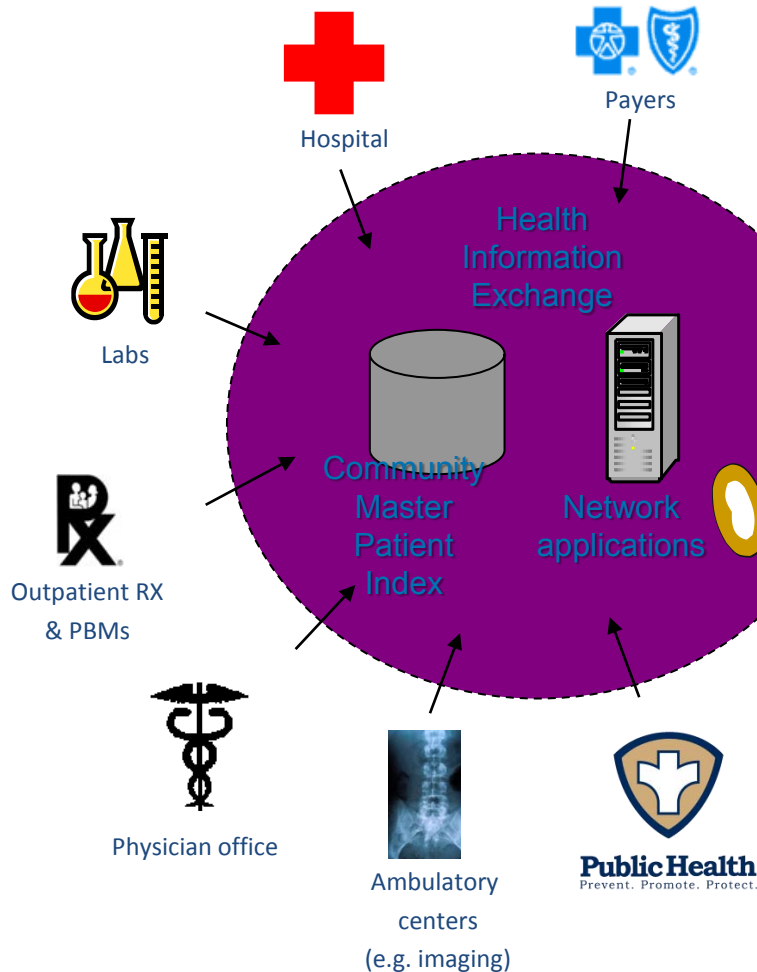 Payers
Hospital
Health
Information
Exchange
Labs
Community
Master
Patient
Index
Network
applications
RX
Outpatient RX
& PBMs
Physician office
Ambulatory
centers
(e.g. imaging)
Public Health
Prevent. Promote. Protect.